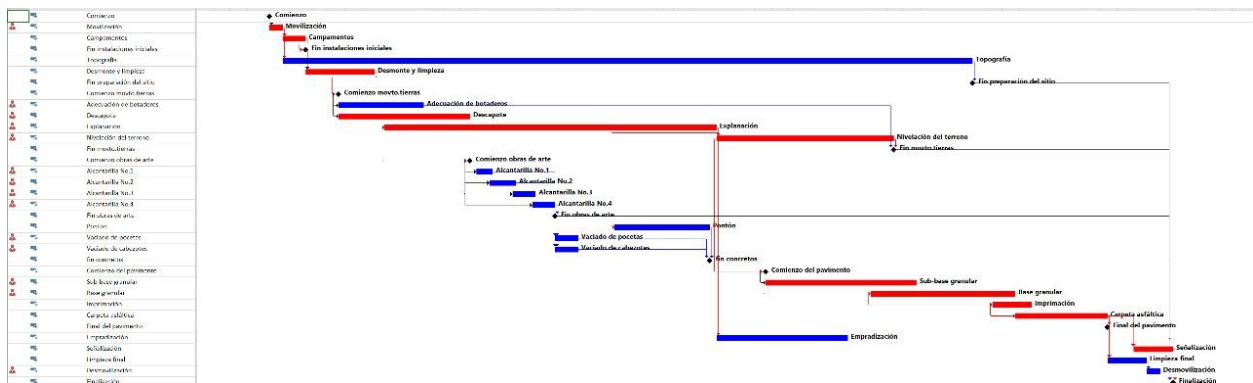 Comienzo
Movilización
Campamentos
Fin instalaciones iniciales
Topografía
Desmonte y limpieza
Fin preparación del sitio
Comienzo movto.tierras
Adecuación de botaderos
Descapote
Explanación
Nivelación del terreno
Fin movto.tierras
Comienzo obras de arte
Alcantarilla No.1
Alcantarilla No.2
Alcantarilla No.3
Alcantarilla No.4
Fin obras de arte
Pontón
Vaciado de pocetas
Vaciado de cabezotes
fin concretos
Comienzo del pavimento
Sub-base granular
Base granular
Imprimación
Carpeta asfáltica
Final del pavimento
Empradización
Señalización
Limpieza final
Desmovilización
Finalización
Comienzo
Movilización
Campamentos
Fin instalaciones iniciales
Topografía
Desmonte y limpieza
Fin preparación del sitio
Comienzo movto.tierras
Adecuación de botaderos
Descapote
Explanación
Nivelación del terreno
Fin movto.tierras
Comienzo obras de arte
Alcantarilla No.1
Alcantarilla No.2
Alcantarilla No.3
Alcantarilla No.4
Fin obras de arte
Pontón
Vaciado de pocetas
Vaciado de cabezotes
fin concretos
Comienzo del pavimento
Sub-base granular
Base granular
Imprimación
Carpeta asfáltica
Final del pavimento
Empradización
Señalización
Limpieza final
Desmovilización
Finalización